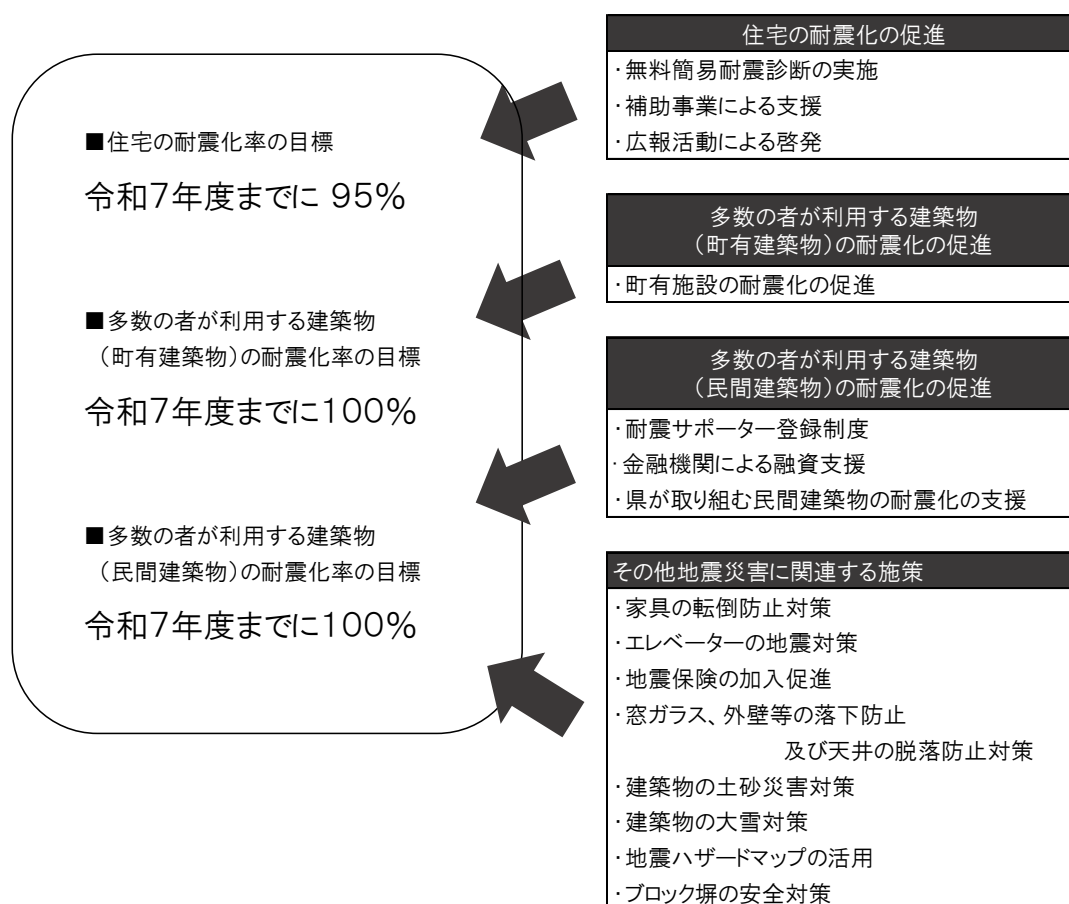 ■住宅の耐震化率の目標
令和7年度までに 95%
■多数の者が利用する建築物
（町有建築物）の耐震化率の目標
令和7年度までに100%
■多数の者が利用する建築物
（民間建築物）の耐震化率の目標
令和7年度までに100%
住宅の耐震化の促進
・無料簡易耐震診断の実施
・補助事業による支援
・広報活動による啓発
多数の者が利用する建築物
（町有建築物）の耐震化の促進
・町有施設の耐震化の促進
多数の者が利用する建築物
（民間建築物）の耐震化の促進
・耐震サポーター登録制度
・金融機関による融資支援
・県が取り組む民間建築物の耐震化の支援
その他地震災害に関連する施策
・家具の転倒防止対策
・エレベーターの地震対策
・地震保険の加入促進
・窓ガラス、外壁等の落下防止
及び天井の脱落防止対策
・建築物の土砂災害対策
・建築物の大雪対策
・地震ハザードマップの活用
・ブロック塀の安全対策